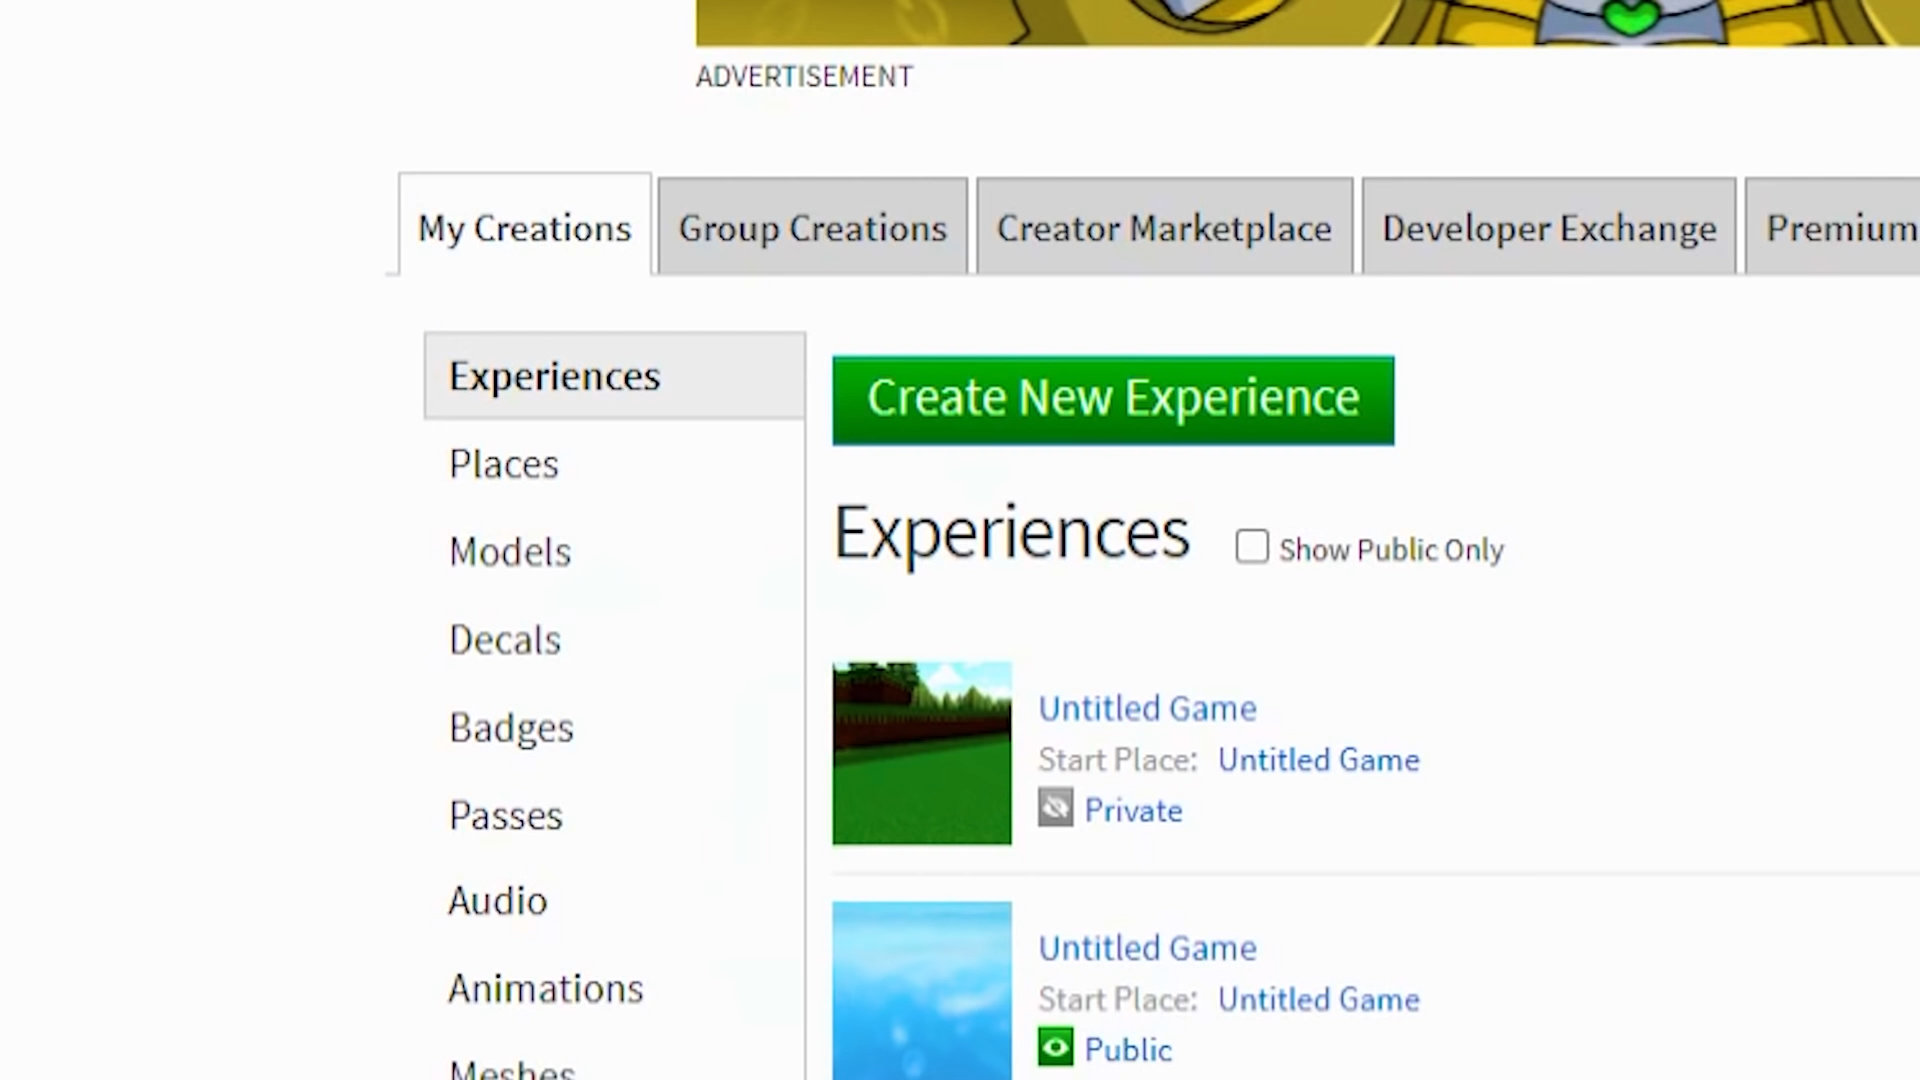 ADVERTISEMENT
My Creations
Group Creations
Creator Marketplace
Developer Exchange
Premium
Experiences
Places
Models
Decals
Badges
Passes
Audio
Animations
Meshes
Create New Experience
Experiences
Show Public Only
Untitled Game
Start Place: Untitled Game
Private
Untitled Game
Start Place: Untitled Game
Public